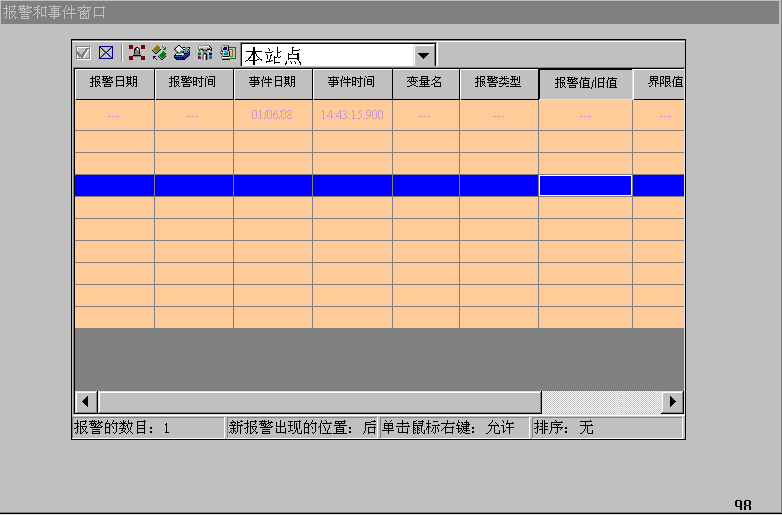 报警和事件窗口
本站点
报警日期 报警时间 事件日期 事件时间 变量名 报警类型 报警值/旧值 界限值
--- --- 01/06/08 14:43:15.900 --- --- --- ---
报警的数目: 1 新报警出现的位置: 后 单击鼠标右键: 允许 排序: 无
98